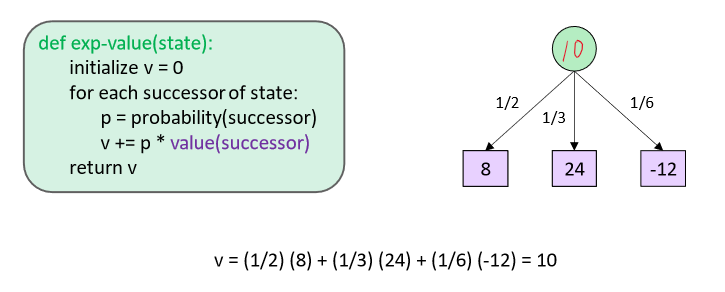 def exp-value(state):
initialize v = 0
for each successor of state:
p = probability(successor)
v += p * value(successor)
return v
10
1/2
1/3
1/6
8
24
-12
v = (1/2) (8) + (1/3) (24) + (1/6) (-12) = 10